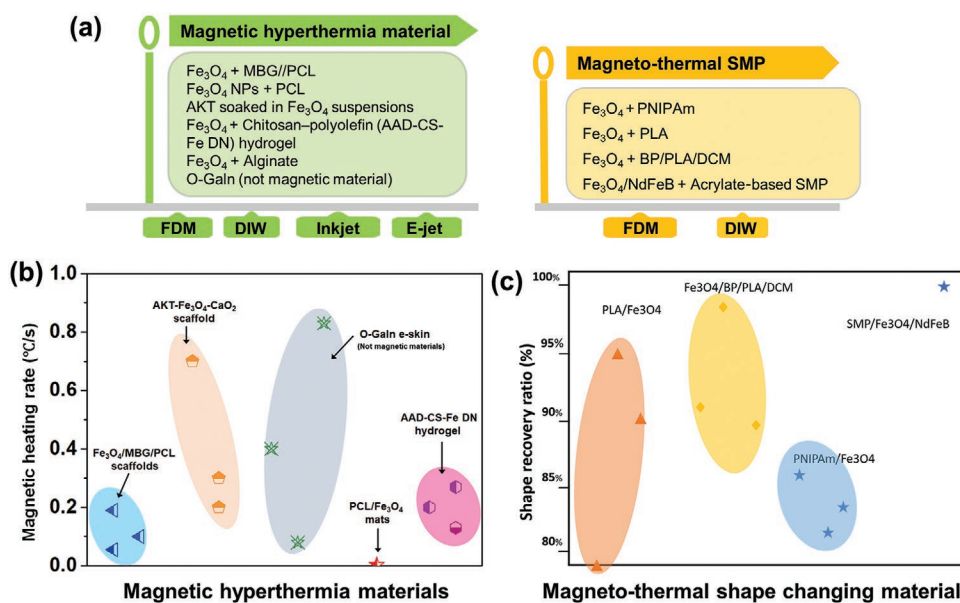 (a)
Magnetic hyperthermia material
Fe₃O₄ + MBG//PCL
Fe₃O₄ NPs + PCL
AKT soaked in Fe₃O₄ suspensions
Fe₃O₄ + Chitosan–polyolefin (AAD-CS-
Fe DN) hydrogel
Fe₃O₄ + Alginate
O-GaIn (not magnetic material)
FDM
DIW
Inkjet
E-jet
Magneto-thermal SMP
Fe₃O₄ + PNIPAm
Fe₃O₄ + PLA
Fe₃O₄ + BP/PLA/DCM
Fe₃O₄/NdFeB + Acrylate-based SMP
FDM
DIW
(b)
Magnetic heating rate (℃/s)
1.0
0.8
0.6
0.4
0.2
0.0
AKT-Fe₃O₄-CaO₂
scaffold
O-GaIn e-skin
(Not magnetic materials)
AAD-CS-Fe DN
hydrogel
Fe₃O₄/MBG/PCL
scaffolds
PCL/Fe₃O₄
mats
Magnetic hyperthermia materials
(c)
Shape recovery ratio (%)
100%
95%
90%
85%
80%
PLA/Fe3O4
Fe3O4/BP/PLA/DCM
SMP/Fe3O4/NdFeB
PNIPAm/Fe3O4
Magneto-thermal shape changing material